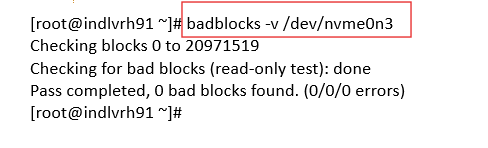 [root@indlvrh91 ~]# badblocks -v /dev/nvme0n3
Checking blocks 0 to 20971519
Checking for bad blocks (read-only test): done
Pass completed, 0 bad blocks found. (0/0/0 errors)
[root@indlvrh91 ~]#